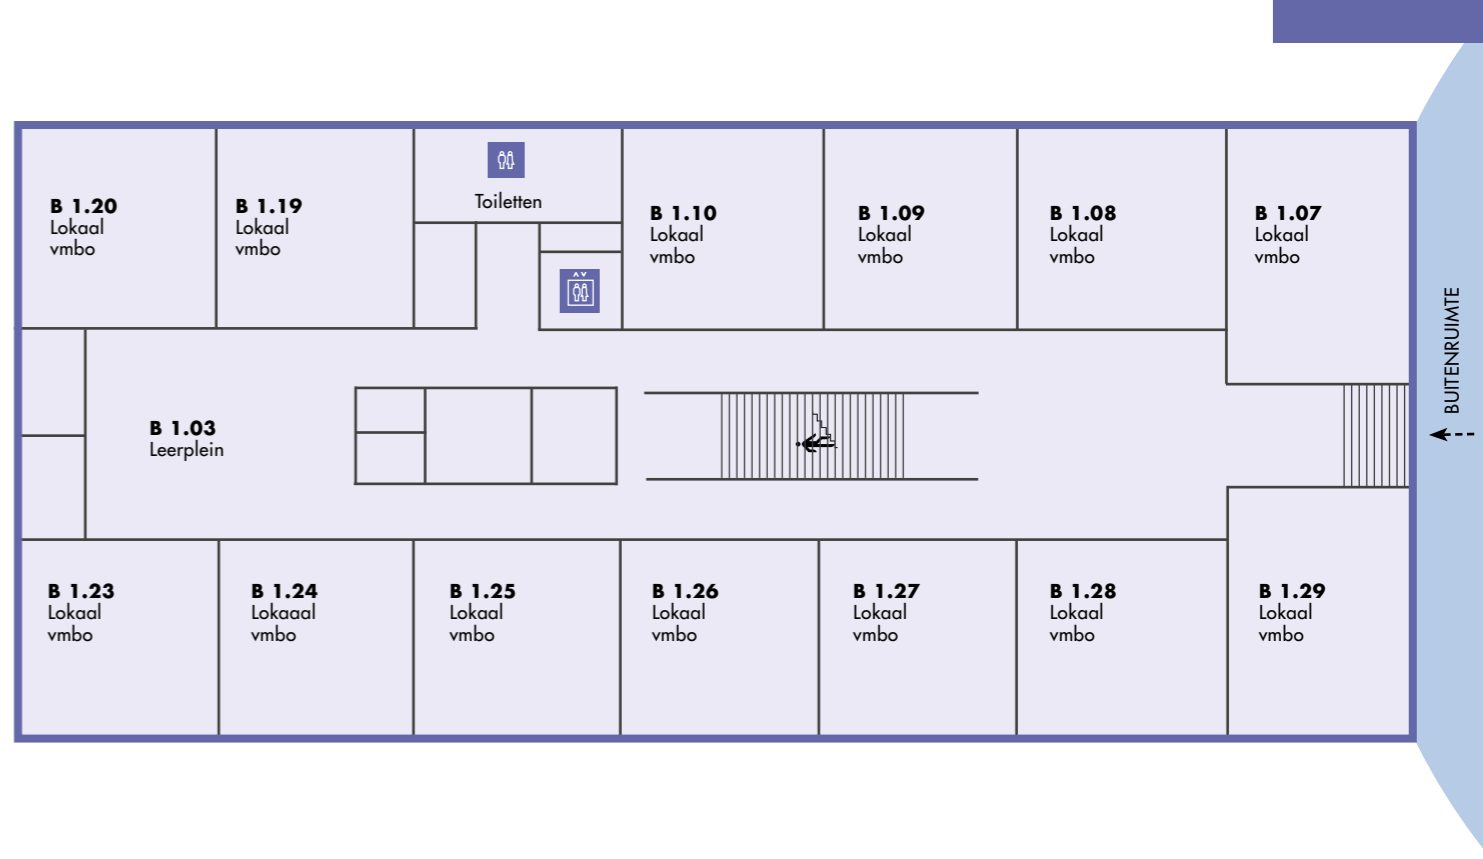 B 1.20
Lokaal
vmbo
B 1.19
Lokaal
vmbo
Toiletten
B 1.10
Lokaal
vmbo
B 1.09
Lokaal
vmbo
B 1.08
Lokaal
vmbo
B 1.07
Lokaal
vmbo
BUITENRUIMTE
B 1.03
Leerplein
B 1.23
Lokaal
vmbo
B 1.24
Lokaaal
vmbo
B 1.25
Lokaal
vmbo
B 1.26
Lokaal
vmbo
B 1.27
Lokaal
vmbo
B 1.28
Lokaal
vmbo
B 1.29
Lokaal
vmbo